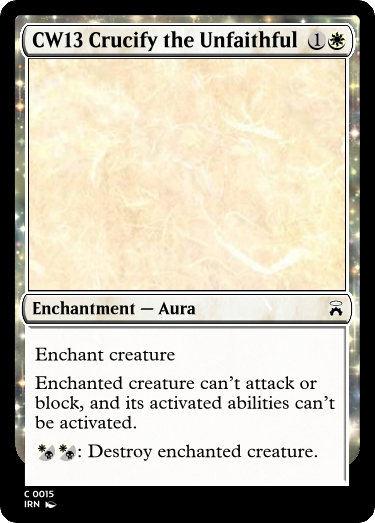 CW13 Crucify the Unfaithful 1
Enchantment — Aura
Enchant creature
Enchanted creature can't attack or
block, and its activated abilities can't
be activated.
: Destroy enchanted creature.
C 0015
IRN